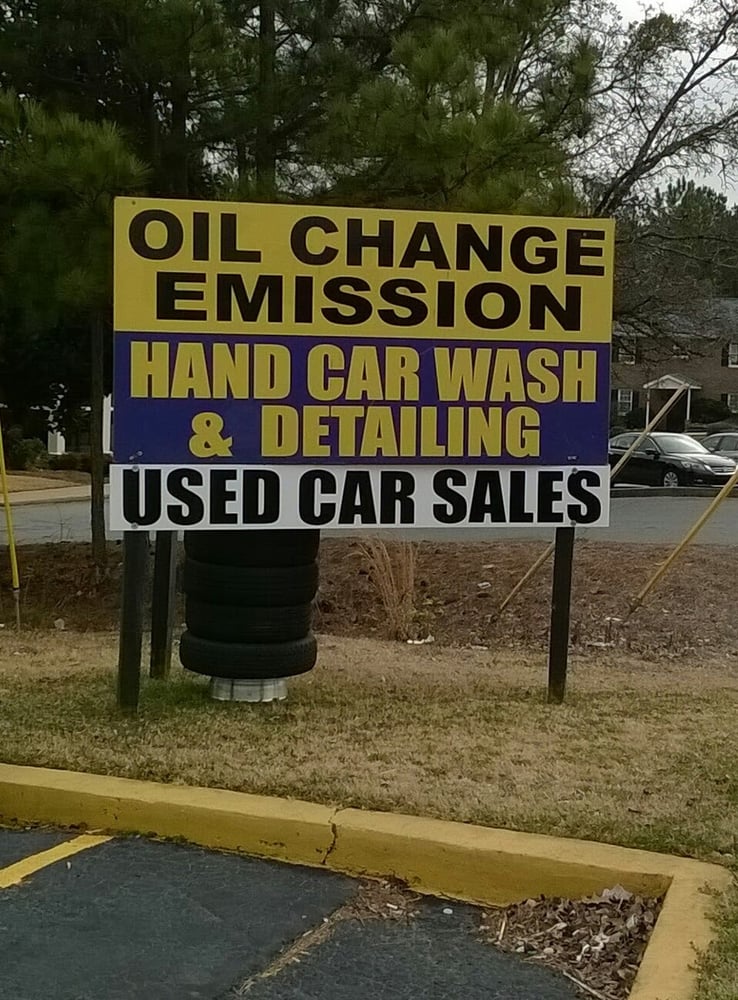 OIL CHANGE
EMISSION
HAND CAR WASH
& DETAILING
USED CAR SALES